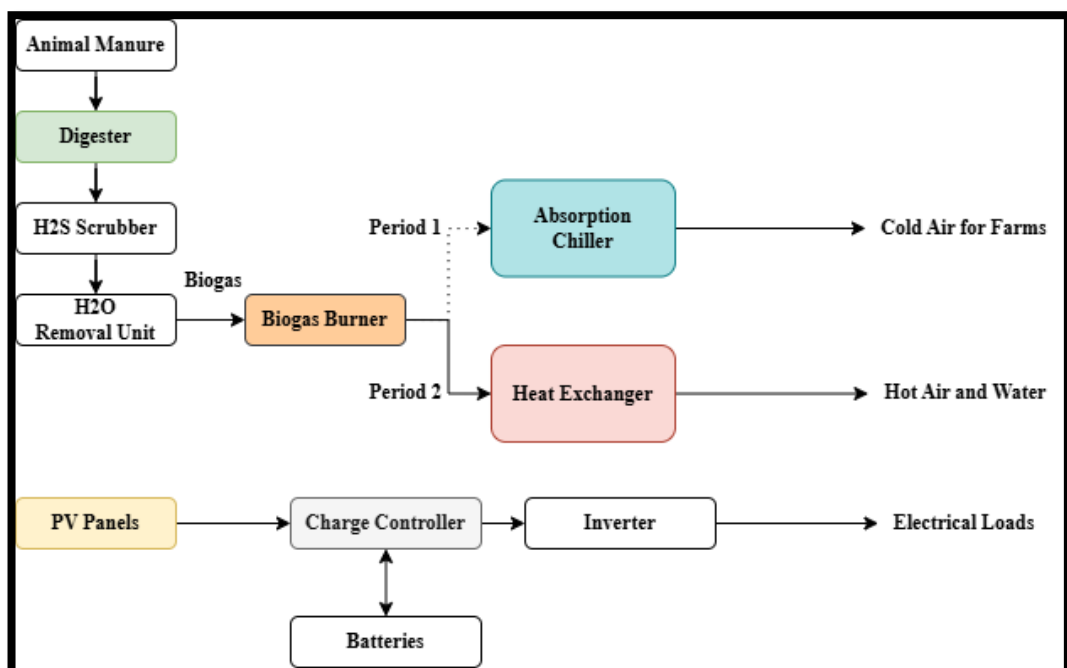 Animal Manure
Digester
H2S Scrubber
H2O
Removal Unit
Biogas
Biogas Burner
Period 1
Absorption
Chiller
Cold Air for Farms
Period 2
Heat Exchanger
Hot Air and Water
PV Panels
Charge Controller
Inverter
Electrical Loads
Batteries